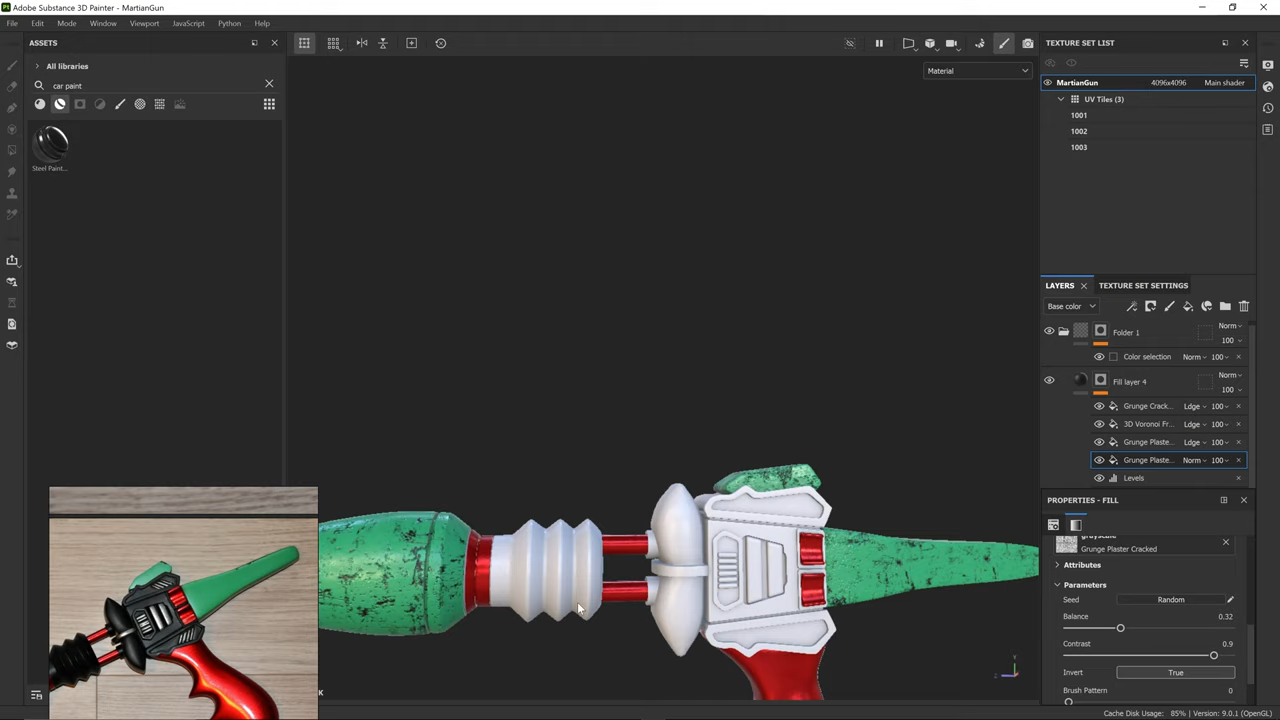 Adobe Substance 3D Painter - MartianGun
File Edit Mode Window Viewport JavaScript Python Help
ASSETS
All libraries
car paint
Steel Paint...
Material
TEXTURE SET LIST
MartianGun 4096x4096 Main shader
UV Tiles (3)
1001
1002
1003
LAYERS TEXTURE SET SETTINGS
Base color
Folder 1 Norm 100
Color selection Norm 100
Fill layer 4 Norm 100
Grunge Crack... Ldge 100
3D Voronoi Fr... Ldge 100
Grunge Plaste... Ldge 100
Grunge Plaste... Norm 100
Levels
PROPERTIES - FILL
grayscale
Grunge Plaster Cracked
Attributes
Parameters
Seed Random
Balance 0.32
Contrast 0.9
Invert True
Brush Pattern 0
Y
Cache Disk Usage: 85% | Version: 9.0.1 (OpenGL)